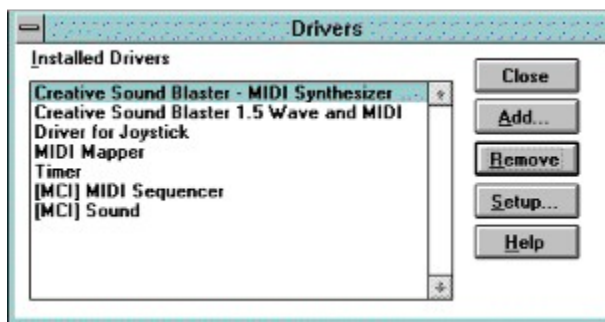 Drivers
Installed Drivers
Creative Sound Blaster - MIDI Synthesizer
Creative Sound Blaster 1.5 Wave and MIDI
Driver for Joystick
MIDI Mapper
Timer
[MCI] MIDI Sequencer
[MCI] Sound
Close
Add...
Remove
Setup...
Help